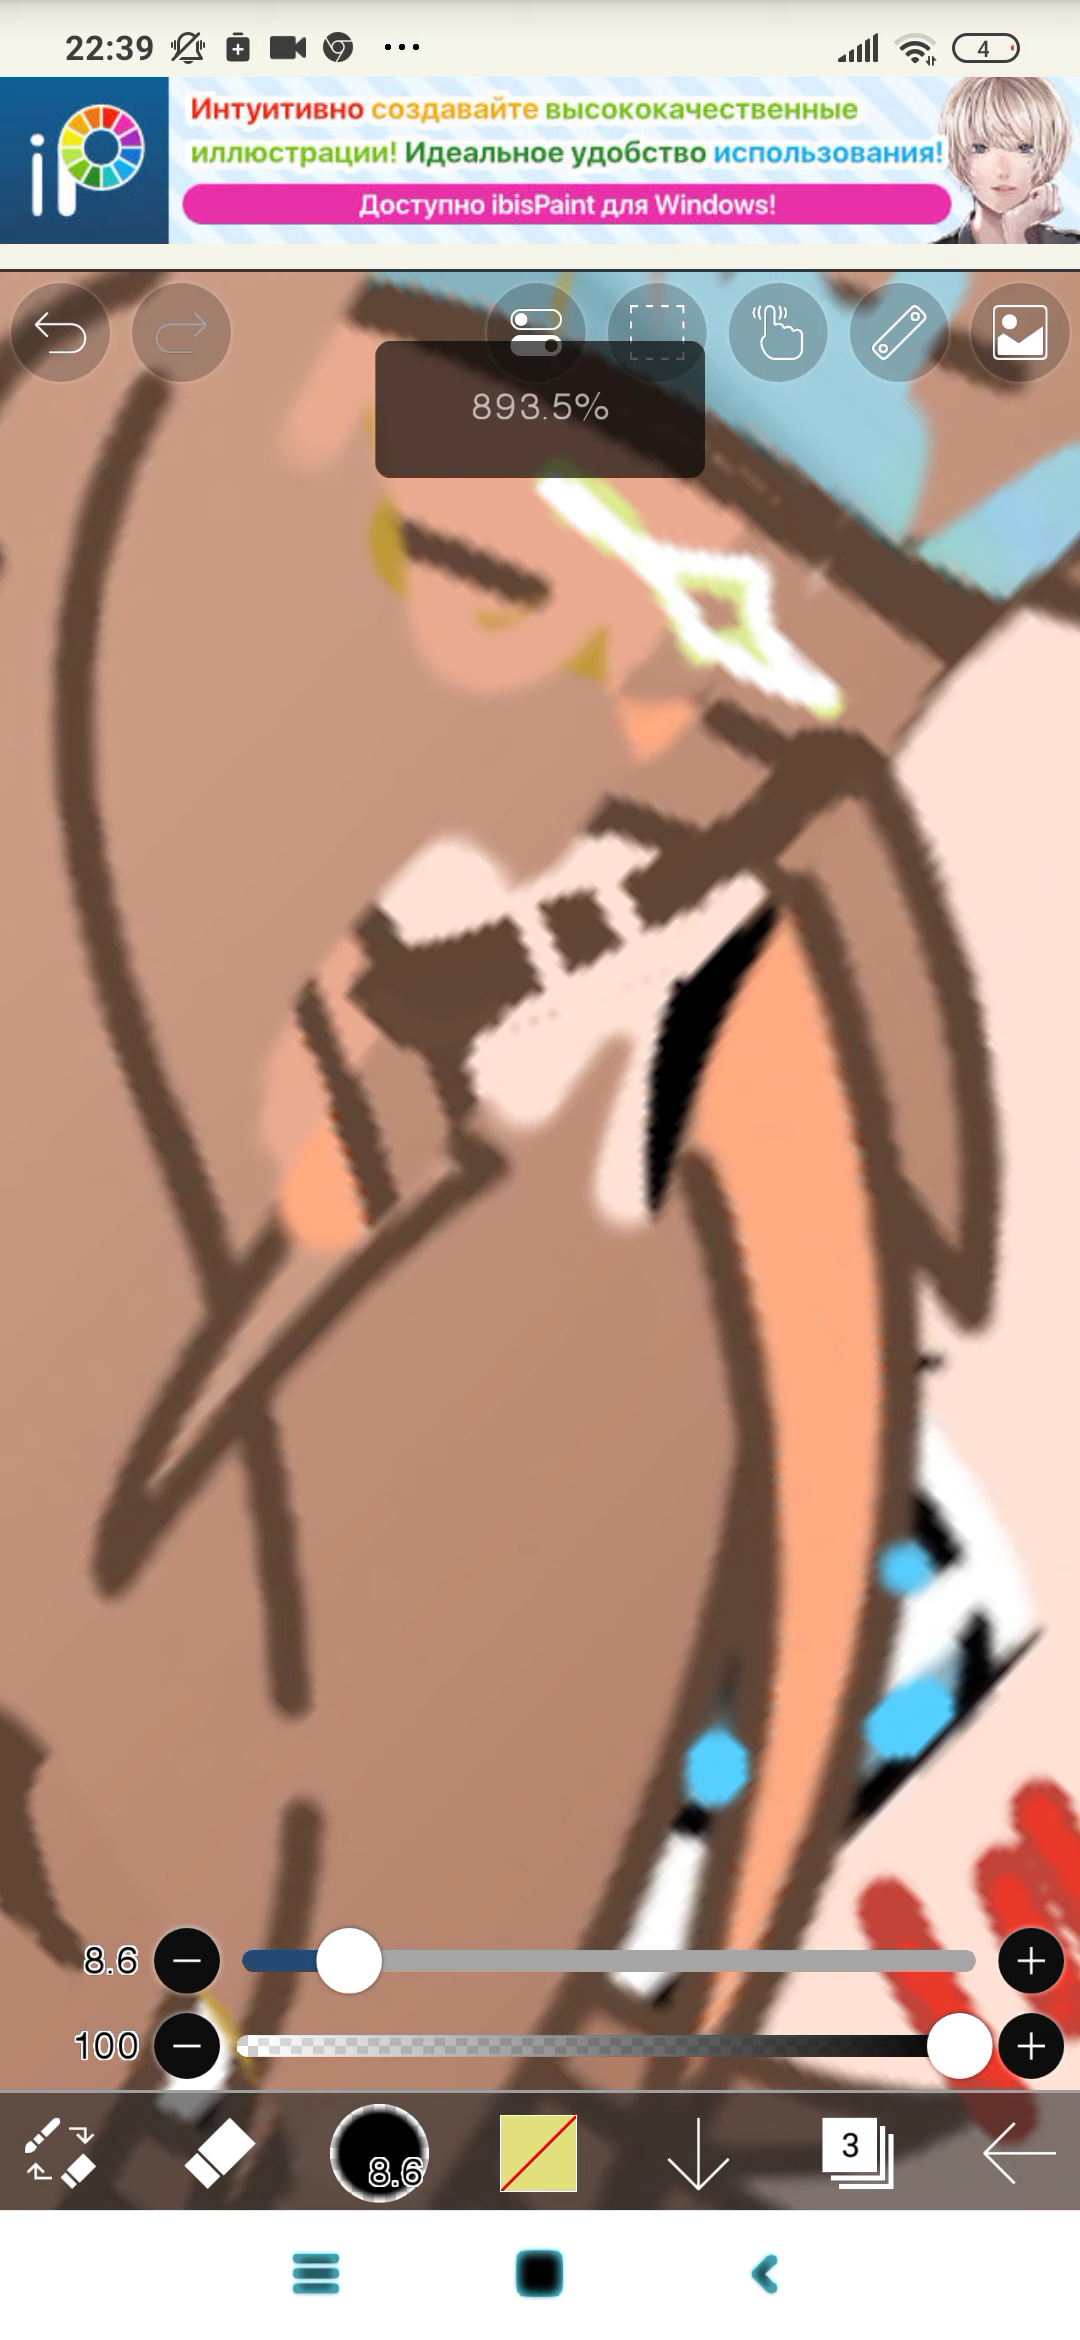 22:39
4
iP
Интуитивно создавайте высококачественные
иллюстрации! Идеальное удобство использования!
Доступно ibisPaint для Windows!
893.5%
8.6
100
8.6
3